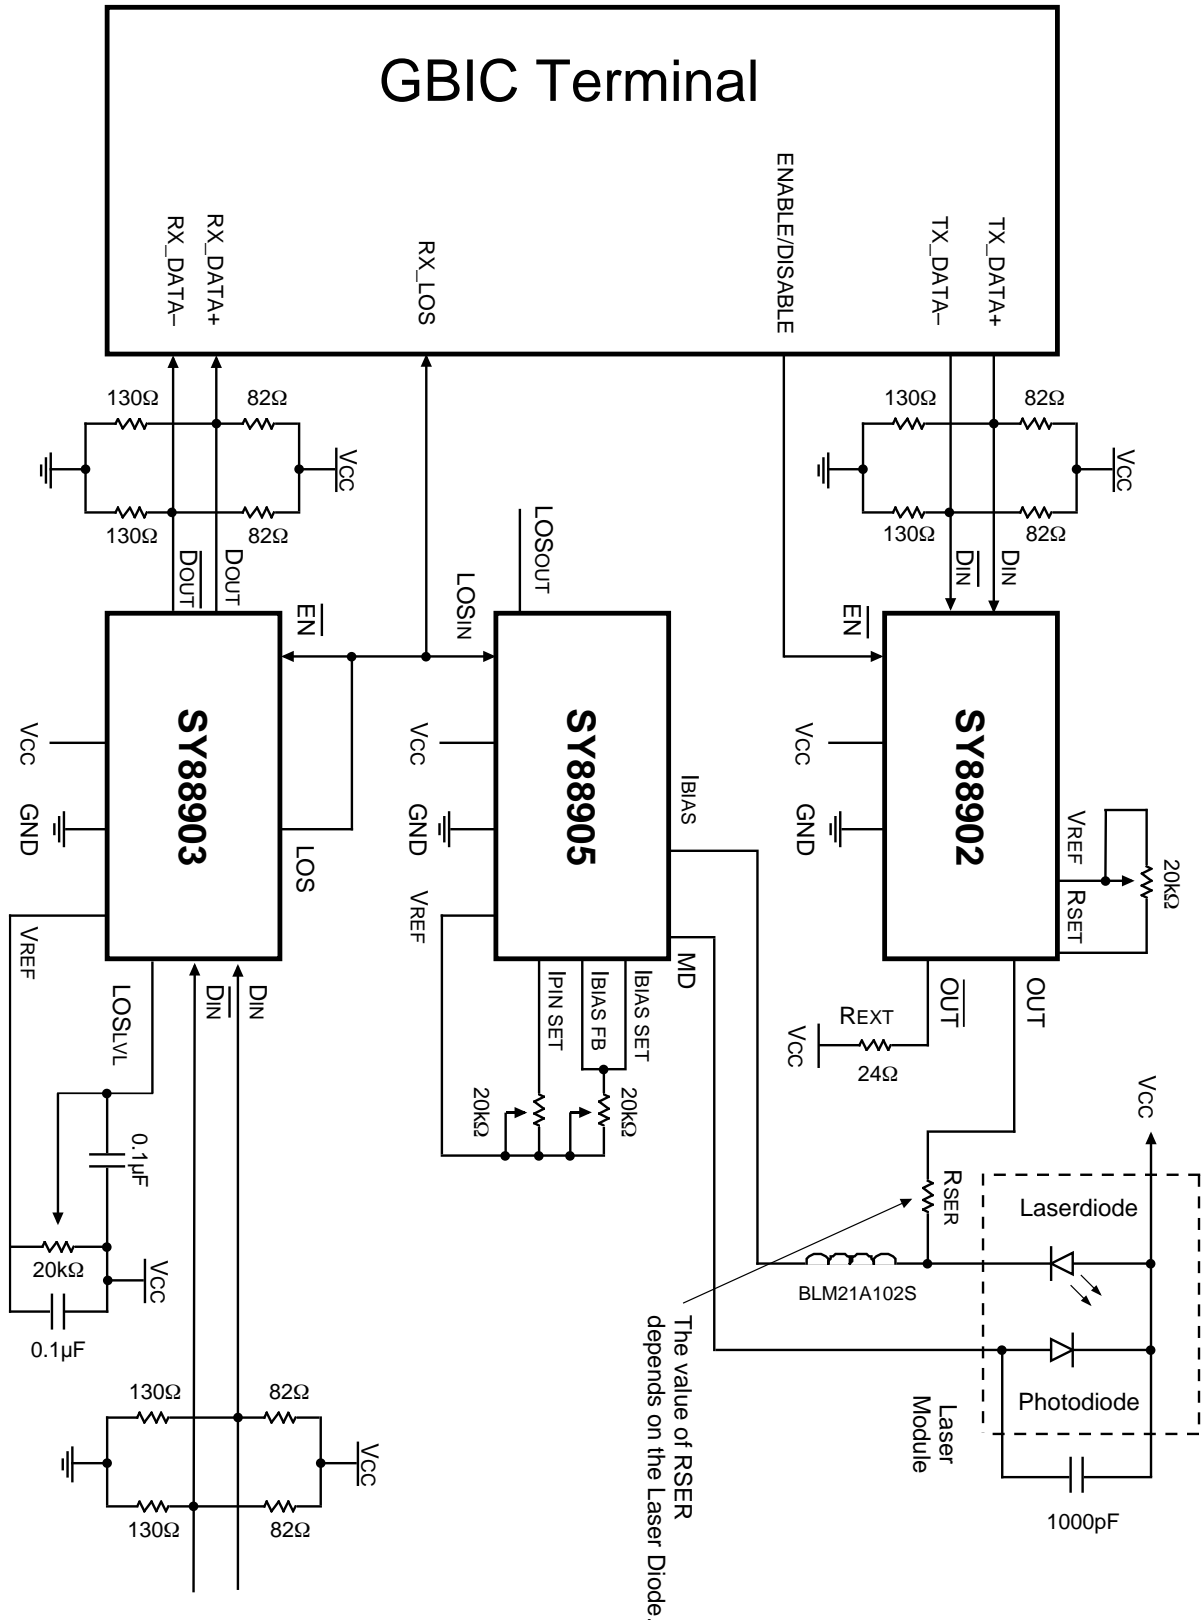 GBIC Terminal
RX_DATA–
RX_DATA+
RX_LOS
ENABLE/DISABLE
TX_DATA–
TX_DATA+
130Ω
82Ω
VCC
130Ω
82Ω
130Ω
82Ω
VCC
130Ω
82Ω
DOUT
DOUT
EN
LOSIN
LOSOUT
EN
DIN
DIN
SY88903
SY88905
SY88902
VCC
GND
VREF
LOS
LOSLVL
DIN
DIN
VCC
GND
VREF
IBIAS
MD
IPIN SET
IBIAS FB
IBIAS SET
VCC
GND
VREF
RSET
20kΩ
OUT
OUT
REXT
24Ω
VCC
20kΩ
20kΩ
0.1µF
20kΩ
VCC
0.1µF
RSER
BLM21A102S
VCC
Laserdiode
Photodiode
Laser
Module
1000pF
The value of RSER
depends on the Laser Diode.
130Ω
82Ω
VCC
130Ω
82Ω